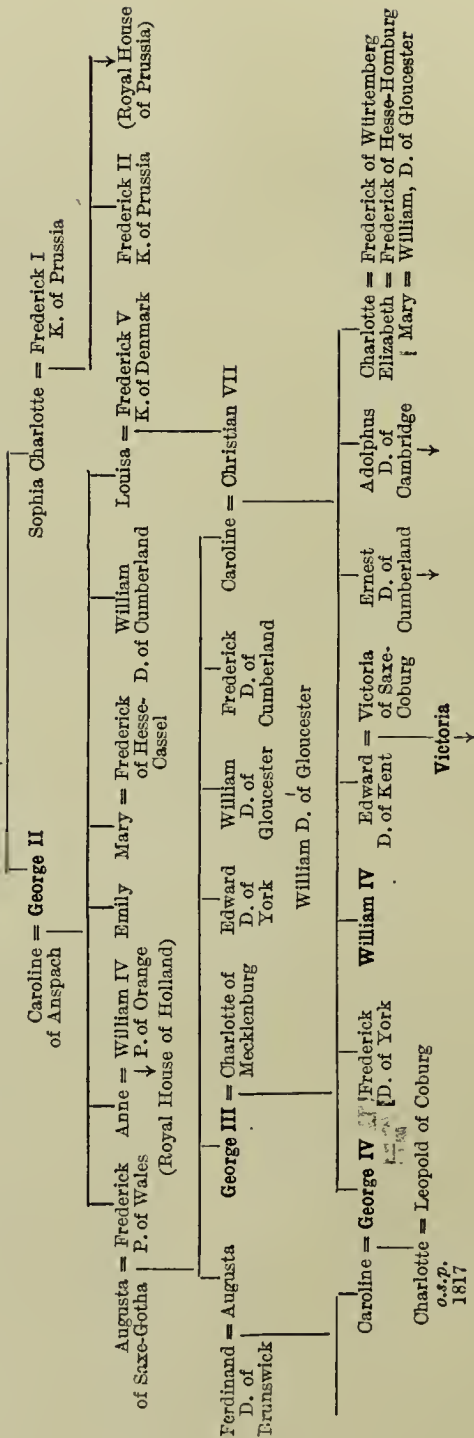 Sophia Charlotte = Frederick I
K. of Prussia
Caroline = George II
of Anspach
Augusta = Frederick
of Saxe-Gotha P. of Wales
Anne = William IV
P. of Orange
(Royal House of Holland)
Emily
Mary = Frederick
of Hesse-
Cassel
William
D. of Cumberland
Louisa = Frederick V
K. of Denmark
Frederick II
K. of Prussia
(Royal House
of Prussia)
Ferdinand = Augusta
D. of
Brunswick
George III = Charlotte of
Mecklenburg
Edward
D. of
York
William
D. of
Gloucester
Frederick
D. of
Cumberland
Caroline = Christian VII
William D. of Gloucester
Caroline = George IV
Frederick
D. of York
William IV
Edward = Victoria
D. of Kent of Saxe-
Coburg
Ernest
D. of
Cumberland
Adolphus
D. of
Cambridge
Charlotte = Frederick of Würtemberg
Elizabeth = Frederick of Hesse-Homburg
Mary = William, D. of Gloucester
Charlotte = Leopold of Coburg
o.s.p.
1817
Victoria